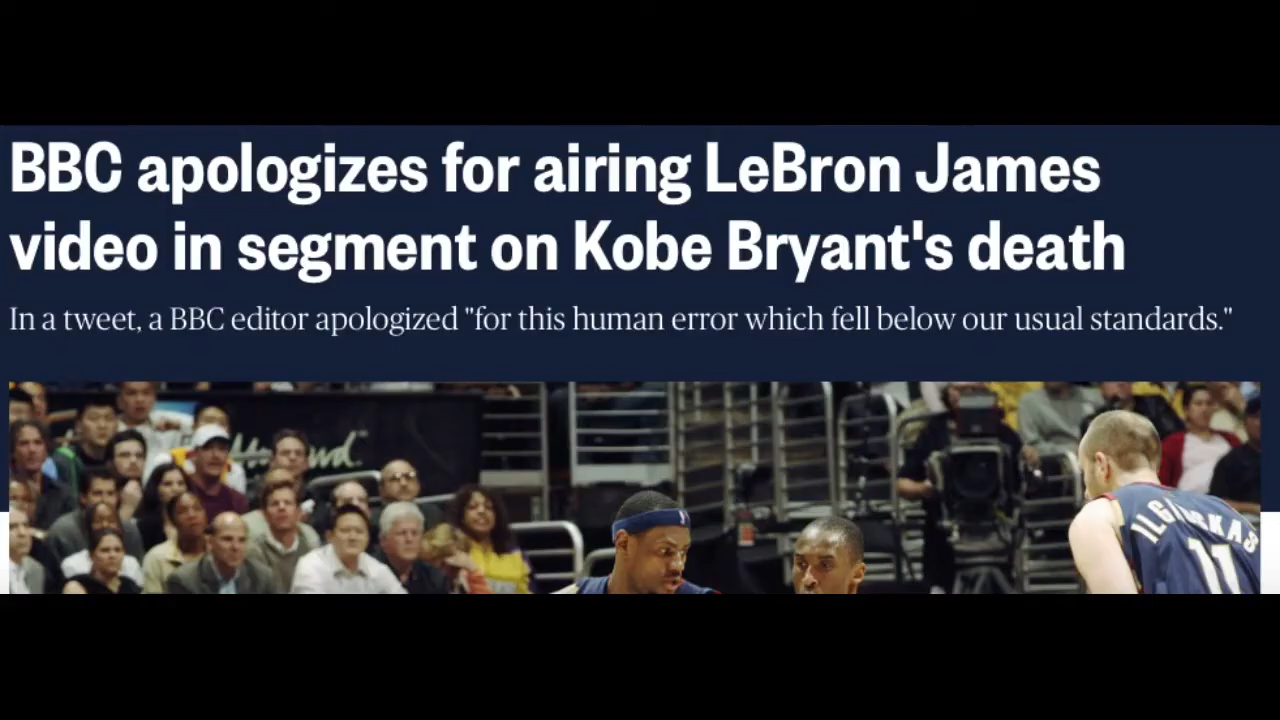 BBC apologizes for airing LeBron James
video in segment on Kobe Bryant's death
In a tweet, a BBC editor apologized "for this human error which fell below our usual standards."
11